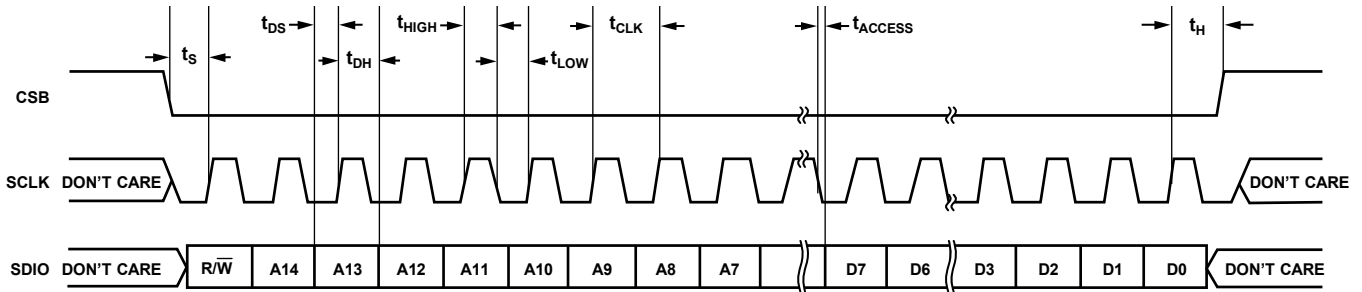 tDS tHIGH tCLK tACCESS tH
tS tDH tLOW
CSB
SCLK DON'T CARE DON'T CARE
SDIO DON'T CARE R/W̅ A14 A13 A12 A11 A10 A9 A8 A7 D7 D6 D3 D2 D1 D0 DON'T CARE